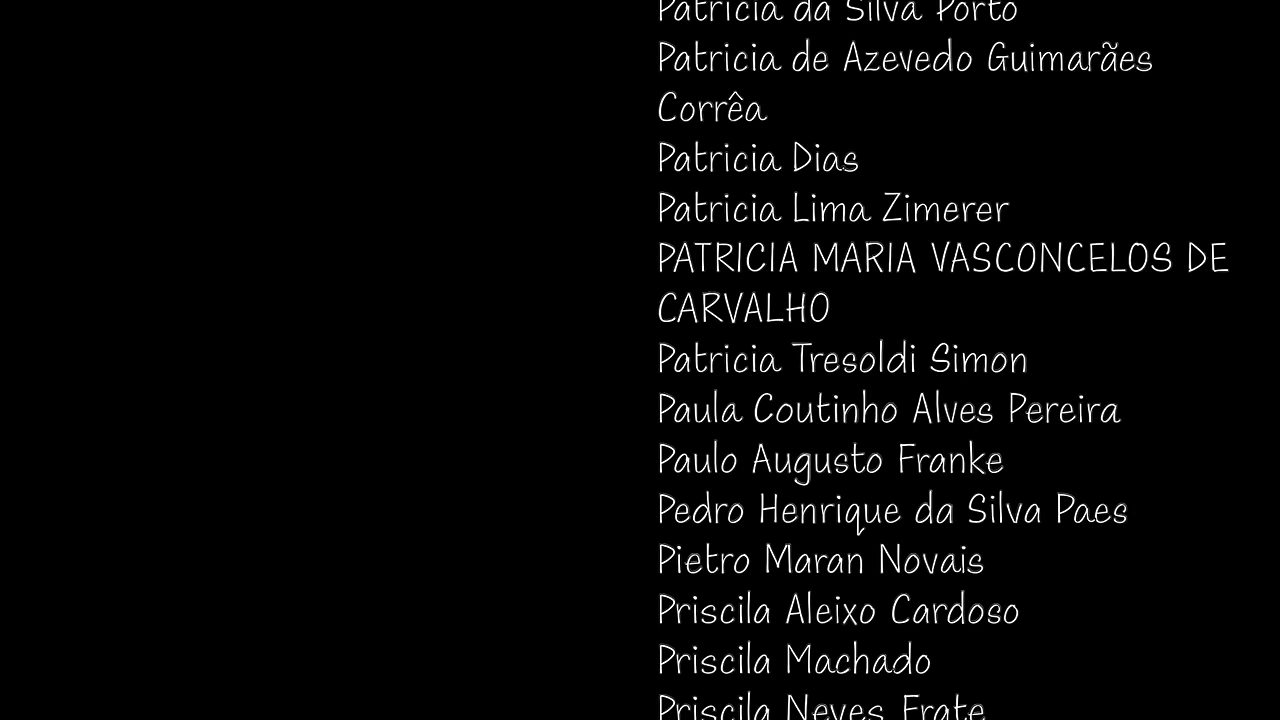 Patricia da Silva Porto
Patricia de Azevedo Guimarães
Corrêa
Patricia Dias
Patricia Lima Zimerer
PATRICIA MARIA VASCONCELOS DE
CARVALHO
Patricia Tresoldi Simon
Paula Coutinho Alves Pereira
Paulo Augusto Franke
Pedro Henrique da Silva Paes
Pietro Maran Novais
Priscila Aleixo Cardoso
Priscila Machado
Priscila Neves Frate